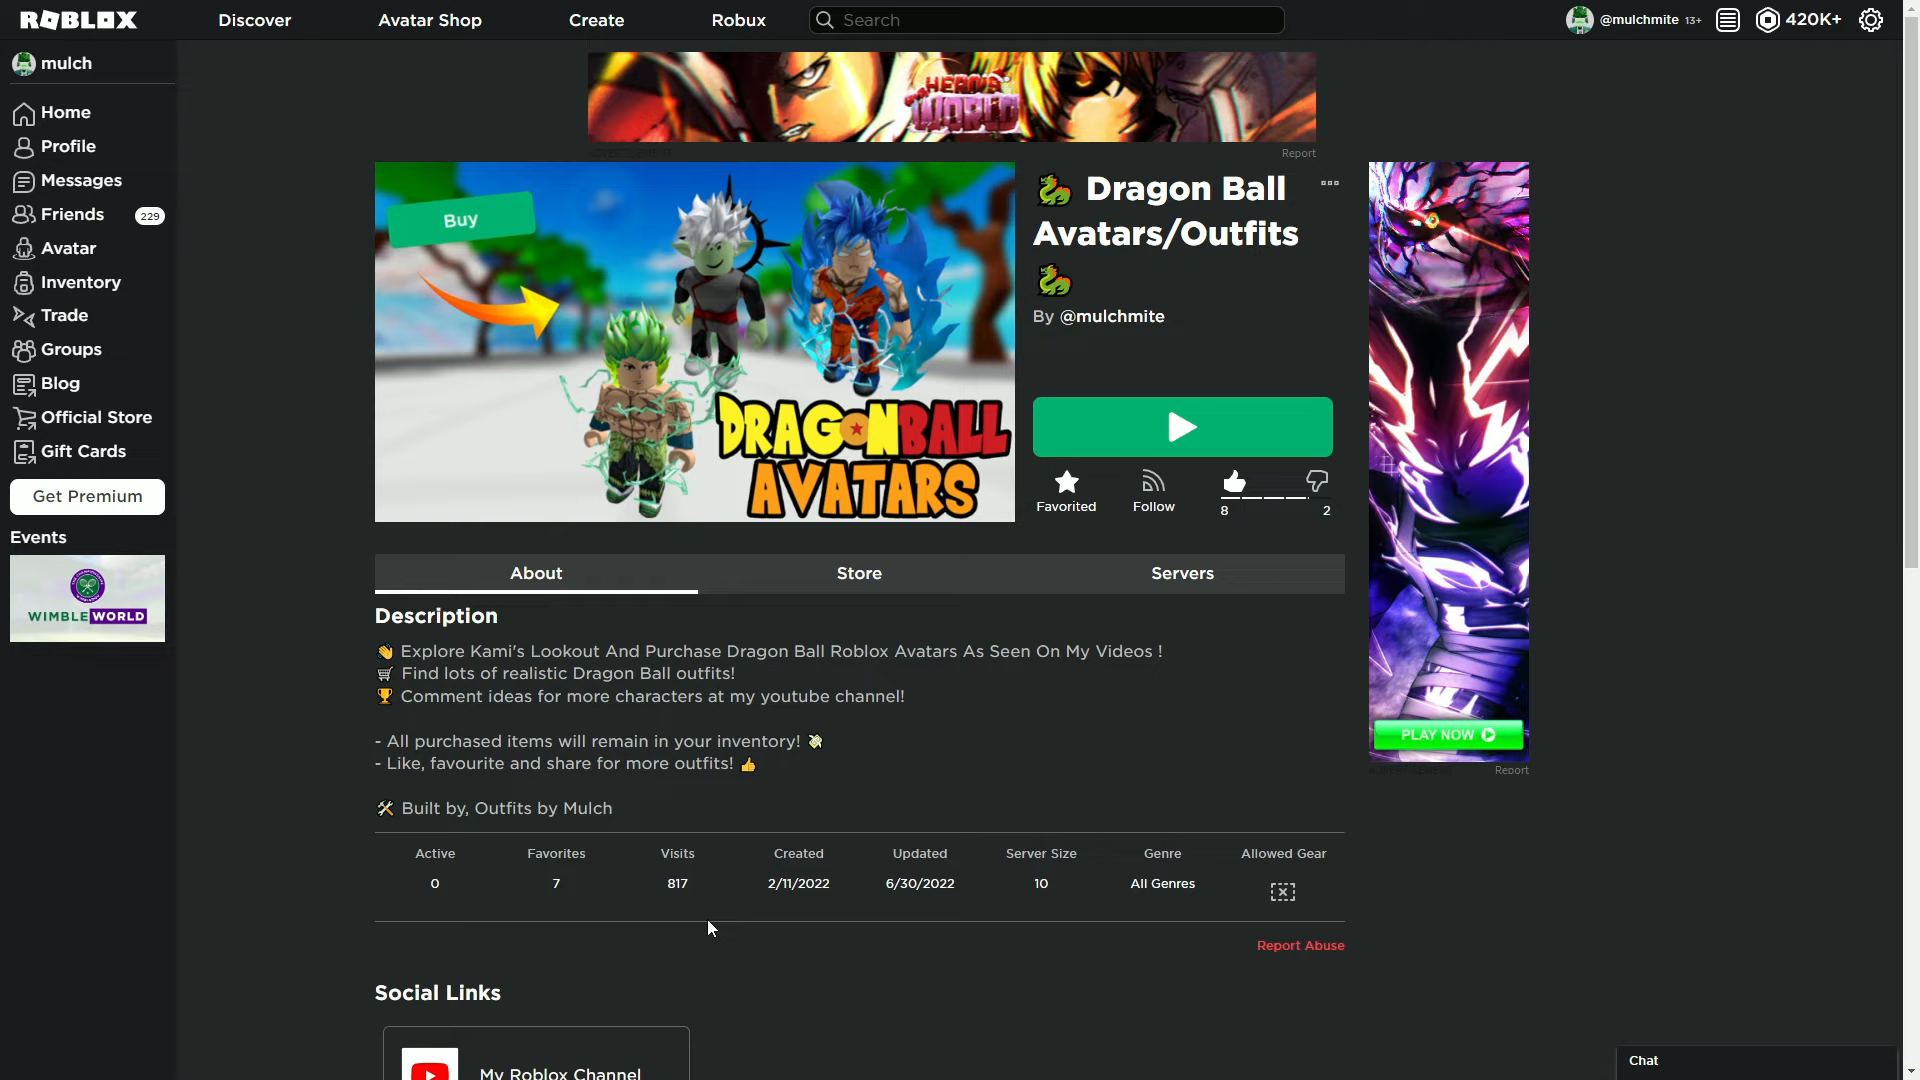 ROBLOX
Discover
Avatar Shop
Create
Robux
Search
@mulchmite 13+
420K+
mulch
Home
Profile
Messages
Friends
229
Avatar
Inventory
Trade
Groups
Blog
Official Store
Gift Cards
Get Premium
Events
WIMBLEWORLD
WORLD
Report
Buy
DRAGON BALL
AVATARS
🐉 Dragon Ball
Avatars/Outfits
🐉
By @mulchmite
Favorited
Follow
8
2
PLAY NOW
Report
About
Store
Servers
Description
👋 Explore Kami's Lookout And Purchase Dragon Ball Roblox Avatars As Seen On My Videos !
🛒 Find lots of realistic Dragon Ball outfits!
🏆 Comment ideas for more characters at my youtube channel!
- All purchased items will remain in your inventory! 💸
- Like, favourite and share for more outfits! 👍
🛠 Built by, Outfits by Mulch
Active
Favorites
Visits
Created
Updated
Server Size
Genre
Allowed Gear
0
7
817
2/11/2022
6/30/2022
10
All Genres
Report Abuse
Social Links
My Roblox Channel
Chat